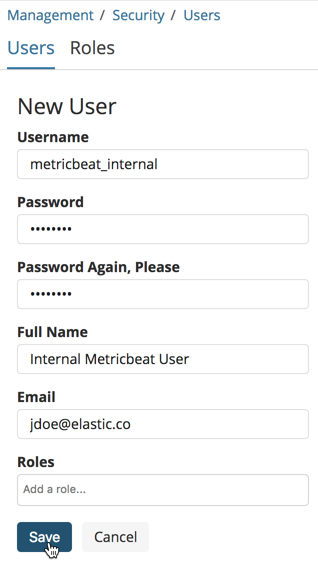 Management / Security / Users
Users Roles
New User
Username
metricbeat_internal
Password
••••••••
Password Again, Please
••••••••
Full Name
Internal Metricbeat User
Email
jdoe@elastic.co
Roles
Add a role...
Save Cancel